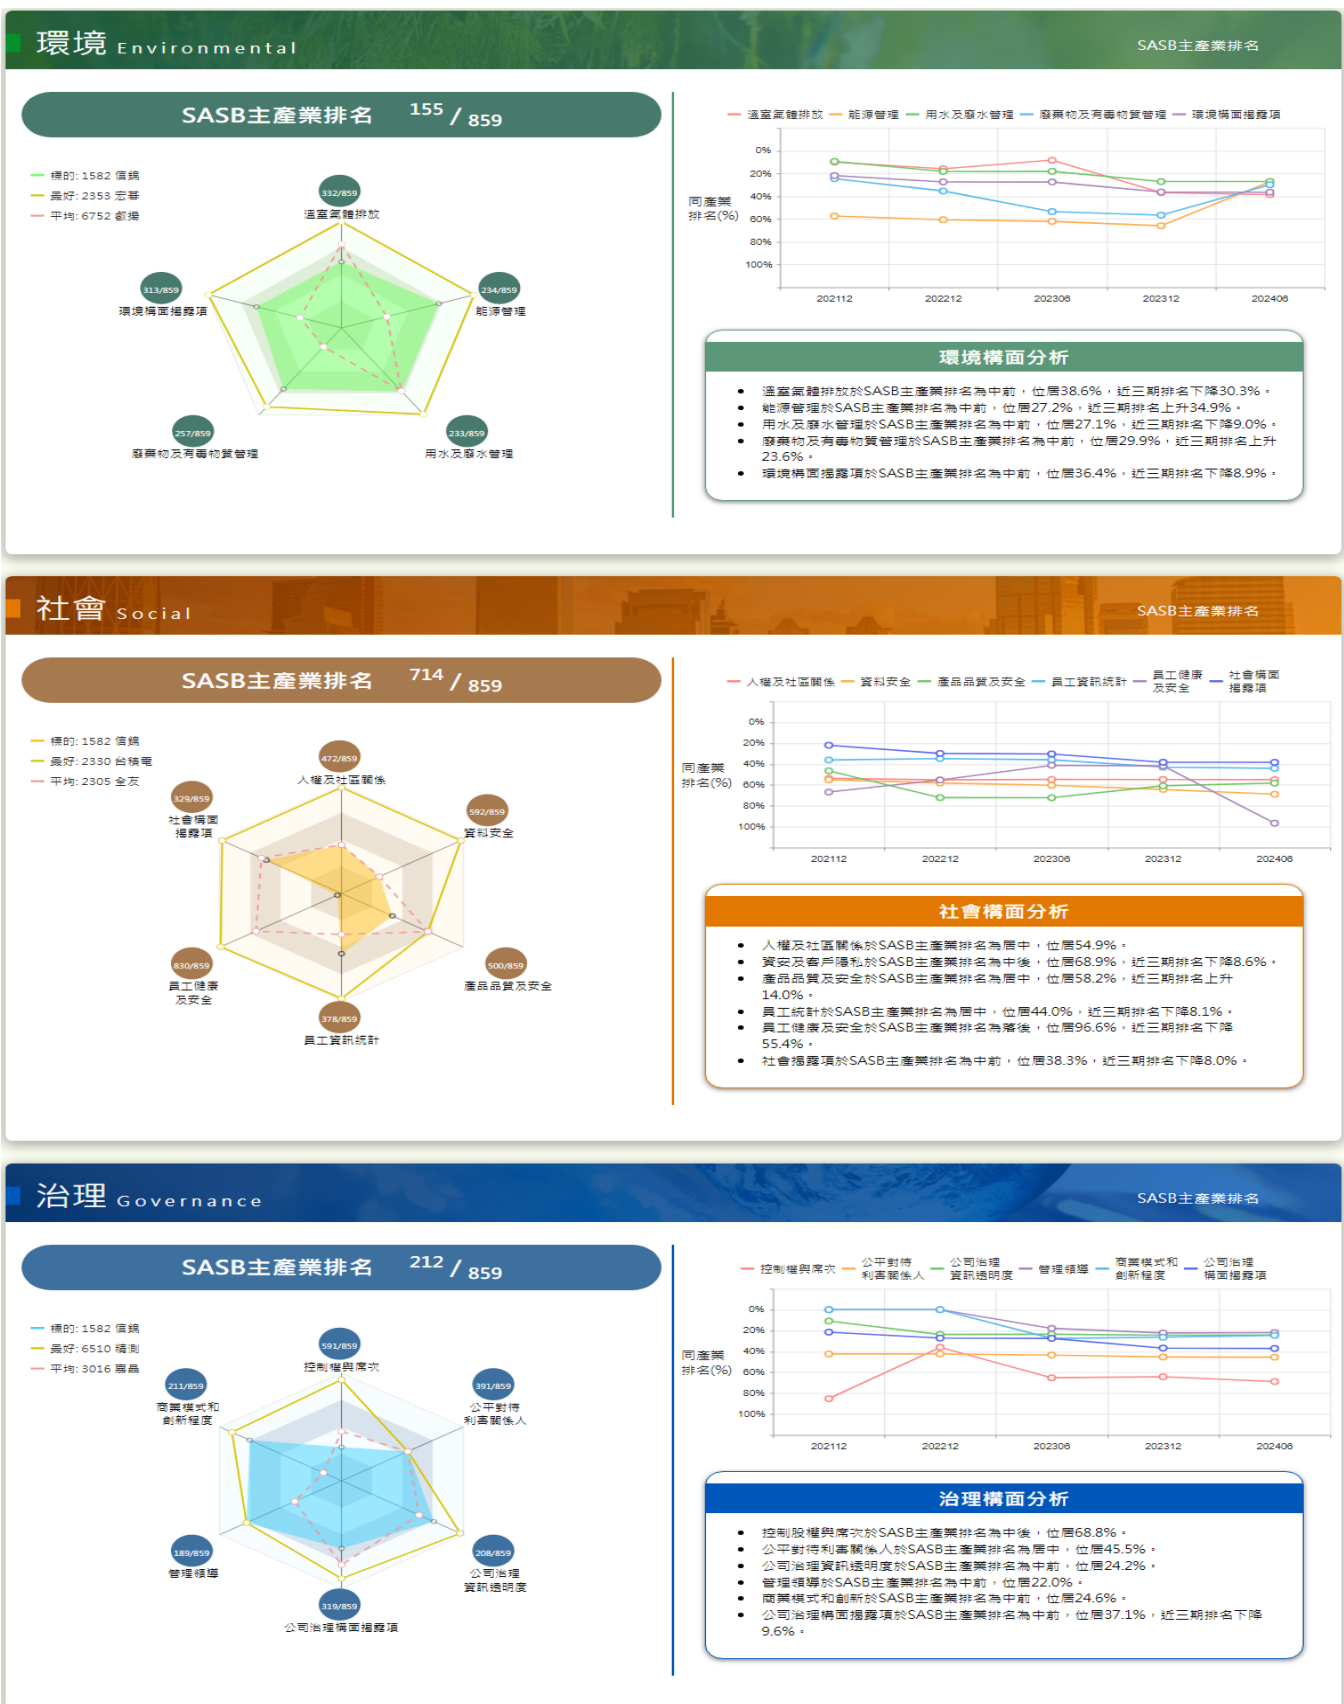 環境 Environmental
SASB主產業排名
SASB主產業排名 155 / 859
標的: 1582 信錦
最好: 2353 宏碁
平均: 6752 叡揚
332/859
溫室氣體排放
313/859
環境構面揭露項
234/859
能源管理
257/859
廢棄物及有毒物質管理
233/859
用水及廢水管理
溫室氣體排放 能源管理 用水及廢水管理 廢棄物及有毒物質管理 環境構面揭露項
同產業
排名(%)
0%
20%
40%
60%
80%
100%
202112 202212 202306 202312 202406
環境構面分析
溫室氣體排放於SASB主產業排名為中前，位居38.6%，近三期排名下降30.3%。
能源管理於SASB主產業排名為中前，位居27.2%，近三期排名上升34.9%。
用水及廢水管理於SASB主產業排名為中前，位居27.1%，近三期排名下降9.0%。
廢棄物及有毒物質管理於SASB主產業排名為中前，位居29.9%，近三期排名上升
23.6%。
環境構面揭露項於SASB主產業排名為中前，位居36.4%，近三期排名下降8.9%。
社會 Social
SASB主產業排名
SASB主產業排名 714 / 859
標的: 1582 信錦
最好: 2330 台積電
平均: 2305 全友
472/859
人權及社區關係
329/859
社會構面
揭露項
592/859
資料安全
830/859
員工健康
及安全
500/859
產品品質及安全
378/859
員工資訊統計
人權及社區關係 資料安全 產品品質及安全 員工資訊統計 員工健康
及安全 社會構面
揭露項
同產業
排名(%)
0%
20%
40%
60%
80%
100%
202112 202212 202306 202312 202406
社會構面分析
人權及社區關係於SASB主產業排名為居中，位居54.9%。
資安及客戶隱私於SASB主產業排名為中後，位居68.9%，近三期排名下降8.6%。
產品品質及安全於SASB主產業排名為居中，位居58.2%，近三期排名上升
14.0%。
員工統計於SASB主產業排名為居中，位居44.0%，近三期排名下降8.1%。
員工健康及安全於SASB主產業排名為落後，位居96.6%，近三期排名下降
55.4%。
社會揭露項於SASB主產業排名為中前，位居38.3%，近三期排名下降8.0%。
治理 Governance
SASB主產業排名
SASB主產業排名 212 / 859
標的: 1582 信錦
最好: 6510 精測
平均: 3016 嘉晶
591/859
控制權與席次
211/859
商業模式和
創新程度
391/859
公平對待
利害關係人
189/859
管理領導
208/859
公司治理
資訊透明度
319/859
公司治理構面揭露項
控制權與席次 公平對待
利害關係人 公司治理
資訊透明度 管理領導 商業模式和
創新程度 公司治理
構面揭露項
同產業
排名(%)
0%
20%
40%
60%
80%
100%
202112 202212 202306 202312 202406
治理構面分析
控制股權與席次於SASB主產業排名為中後，位居68.8%。
公平對待利害關係人於SASB主產業排名為居中，位居45.5%。
公司治理資訊透明度於SASB主產業排名為中前，位居24.2%。
管理領導於SASB主產業排名為中前，位居22.0%。
商業模式和創新於SASB主產業排名為中前，位居24.6%。
公司治理構面揭露項於SASB主產業排名為中前，位居37.1%，近三期排名下降
9.6%。